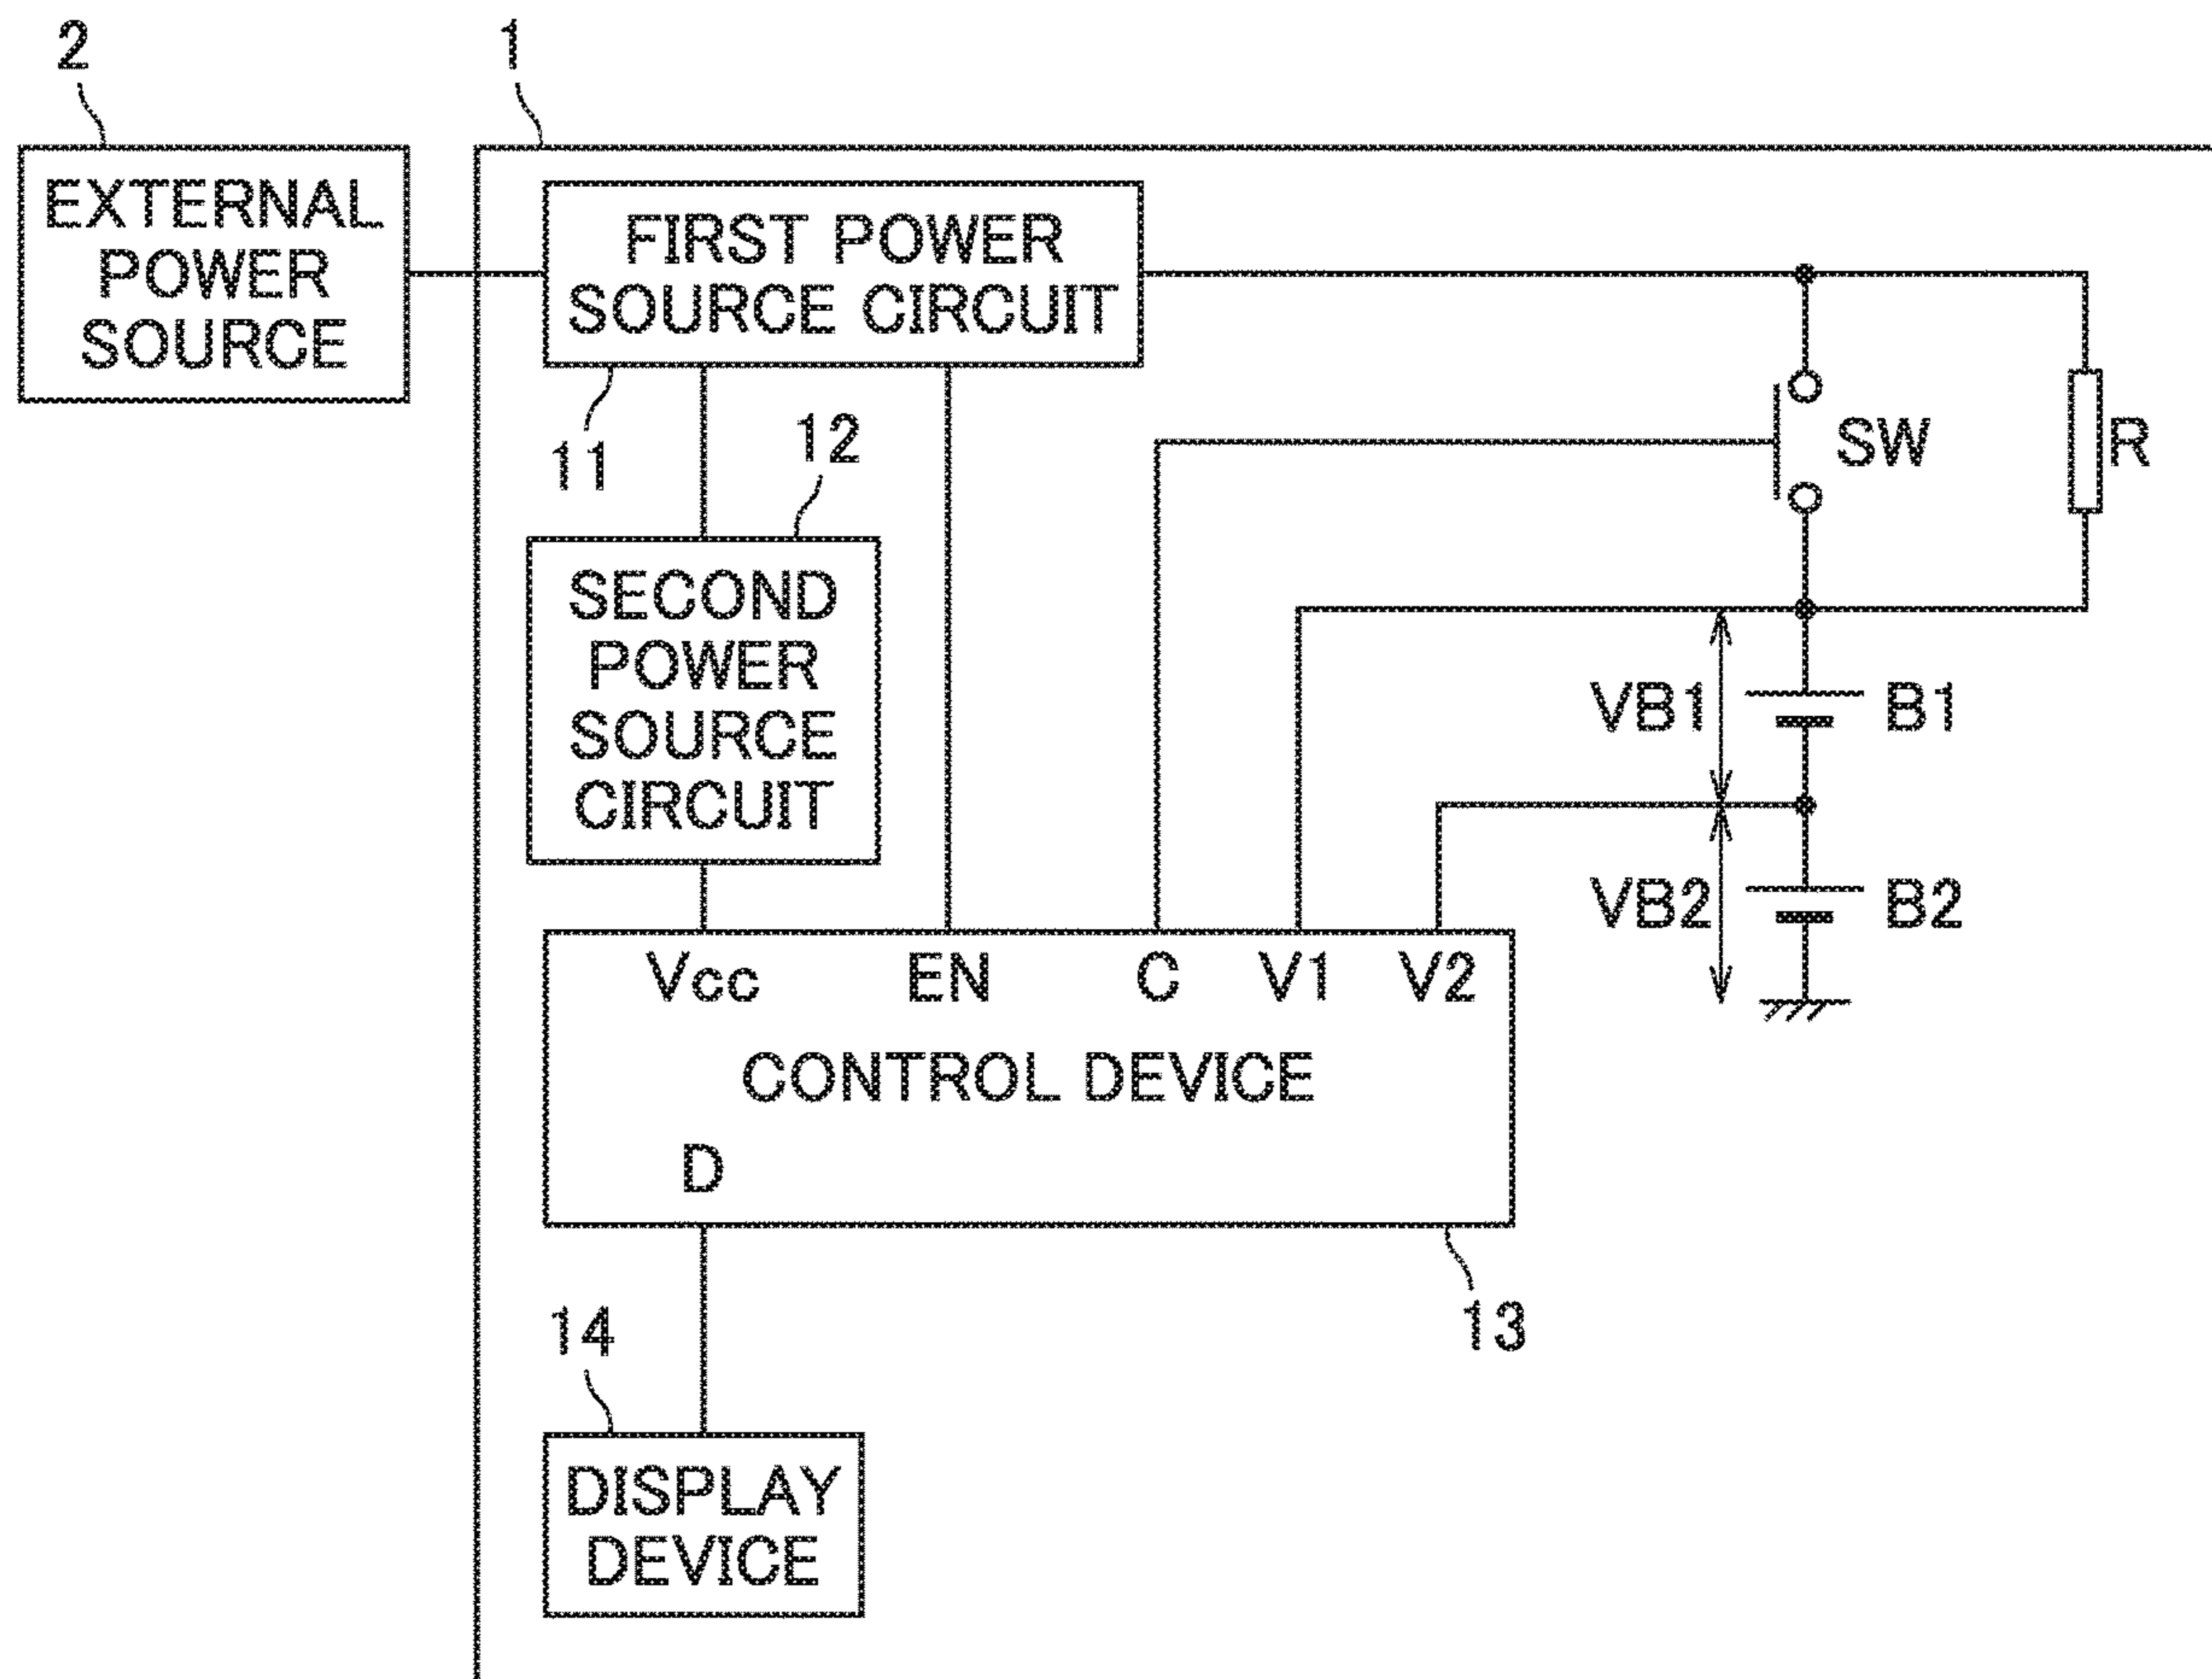 2
1
EXTERNAL
POWER
SOURCE
FIRST POWER
SOURCE CIRCUIT
11
12
SW
R
SECOND
POWER
SOURCE
CIRCUIT
VB1
B1
VB2
B2
Vcc
EN
C
V1
V2
CONTROL DEVICE
D
13
14
DISPLAY
DEVICE